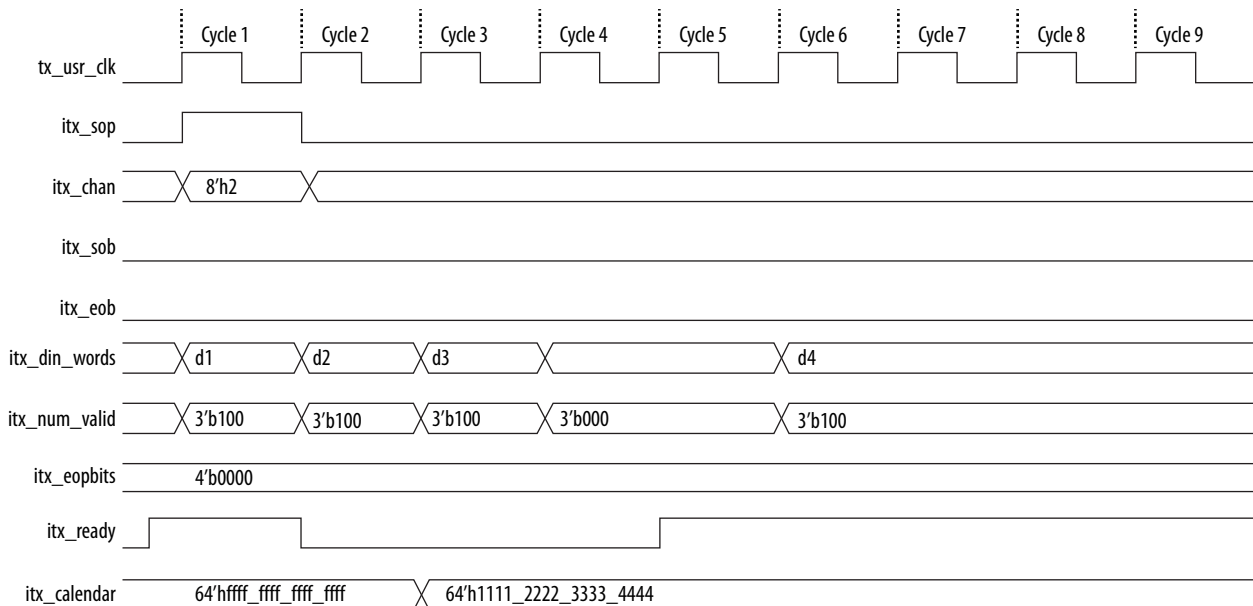 Cycle 1 Cycle 2 Cycle 3 Cycle 4 Cycle 5 Cycle 6 Cycle 7 Cycle 8 Cycle 9
tx_usr_clk
itx_sop
itx_chan 8’h2
itx_sob
itx_eob
itx_din_words d1 d2 d3 d4
itx_num_valid 3’b100 3’b100 3’b100 3’b000 3’b100
itx_eopbits 4’b0000
itx_ready
itx_calendar 64’hffff_ffff_ffff_ffff 64’h1111_2222_3333_4444